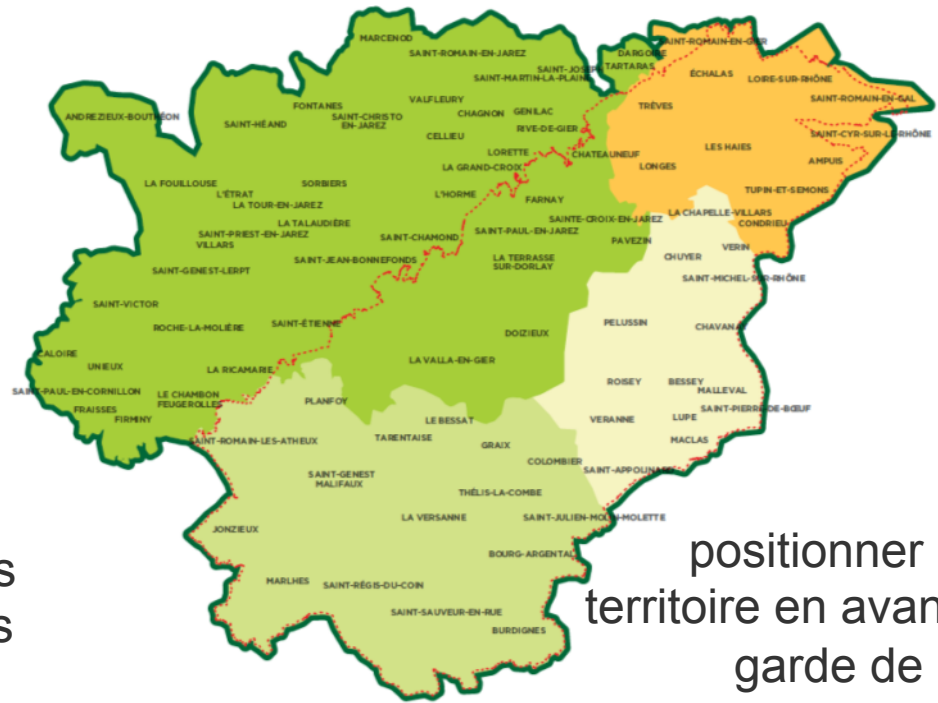 MARCENOD
SAINT-ROMAIN-EN-JAREZ
SAINT-MARTIN-LA-PLAINE
SAINT-JOSEPH
DARGOIRE
TARTARAS
SAINT-ROMAIN-EN-GIER
ÉCHALAS
LOIRE-SUR-RHÔNE
SAINT-ROMAIN-EN-GAL
TRÈVES
SAINT-CYR-SUR-LE-RHÔNE
LES HAIES
AMPUIS
LONGES
TUPIN-ET-SEMONS
LA CHAPELLE-VILLARS
CONDRIEU
ANDREZIEUX-BOUTHÉON
FONTANES
SAINT-HÉAND
SAINT-CHRISTO
EN-JAREZ
VALFLEURY
CHAGNON
GENILAC
CELLIEU
RIVE-DE-GIER
LORETTE
CHATEAUNEUF
LA GRAND-CROIX
LA FOUILLOUSE
L'ÉTRAT
SORBIERS
LA TOUR-EN-JAREZ
L'HORME
FARNAY
LA TALAUDIÈRE
SAINT-PRIEST-EN-JAREZ
VILLARS
SAINT-CHAMOND
SAINT-PAUL-EN-JAREZ
SAINTE-CROIX-EN-JAREZ
PAVEZIN
SAINT-GENEST-LERPT
SAINT-JEAN-BONNEFONDS
LA TERRASSE
SUR-DORLAY
CHUYER
VERIN
SAINT-MICHEL-SUR-RHÔNE
SAINT-VICTOR
ROCHE-LA-MOLIÈRE
SAINT-ÉTIENNE
DOIZIEUX
PELUSSIN
CHAVANAY
CALOIRE
UNIEUX
LA RICAMARIE
LA VALLA-EN-GIER
SAINT-PAUL-EN-CORNILLON
FRAISSES
FIRMINY
LE CHAMBON
FEUGEROLLES
PLANFOY
ROISEY
BESSEY
MALLEVAL
SAINT-PIERRE-DE-BŒUF
VERANNE
LUPE
MACLAS
SAINT-ROMAIN-LES-ATHEUX
TARENTAISE
LE BESSAT
GRAIX
COLOMBIER
SAINT-APPOLINARD
SAINT-GENEST
MALIFAUX
THÉLIS-LA-COMBE
JONZIEUX
LA VERSANNE
SAINT-JULIEN-MOLIN-MOLETTE
BOURG-ARGENTAL
MARLHES
SAINT-RÉGIS-DU-COIN
SAINT-SAUVEUR-EN-RUE
BURDIGNES
s
s
positionner
territoire en avan
garde de